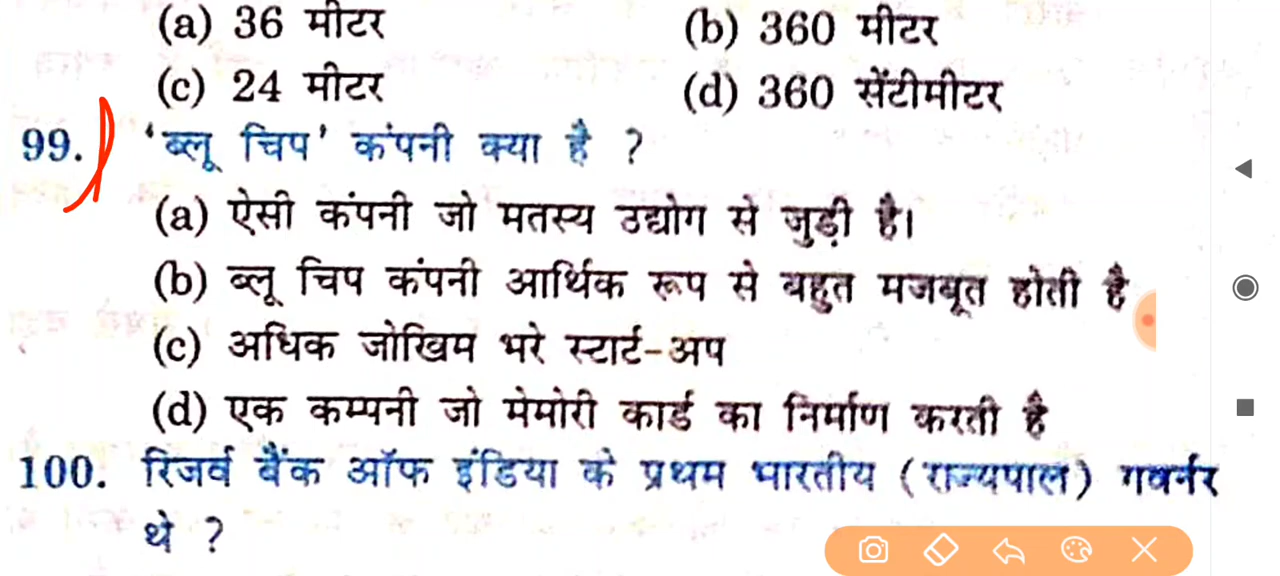 (a) 36 मीटर (b) 360 मीटर
(c) 24 मीटर (d) 360 सेंटीमीटर
99. 'ब्लू चिप' कंपनी क्या है ?
(a) ऐसी कंपनी जो मतस्य उद्योग से जुड़ी है।
(b) ब्लू चिप कंपनी आर्थिक रूप से बहुत मजबूत होती है
(c) अधिक जोखिम भरे स्टार्ट-अप
(d) एक कम्पनी जो मेमोरी कार्ड का निर्माण करती है
100. रिजर्व बैंक ऑफ इंडिया के प्रथम भारतीय (राज्यपाल) गवर्नर
थे ?